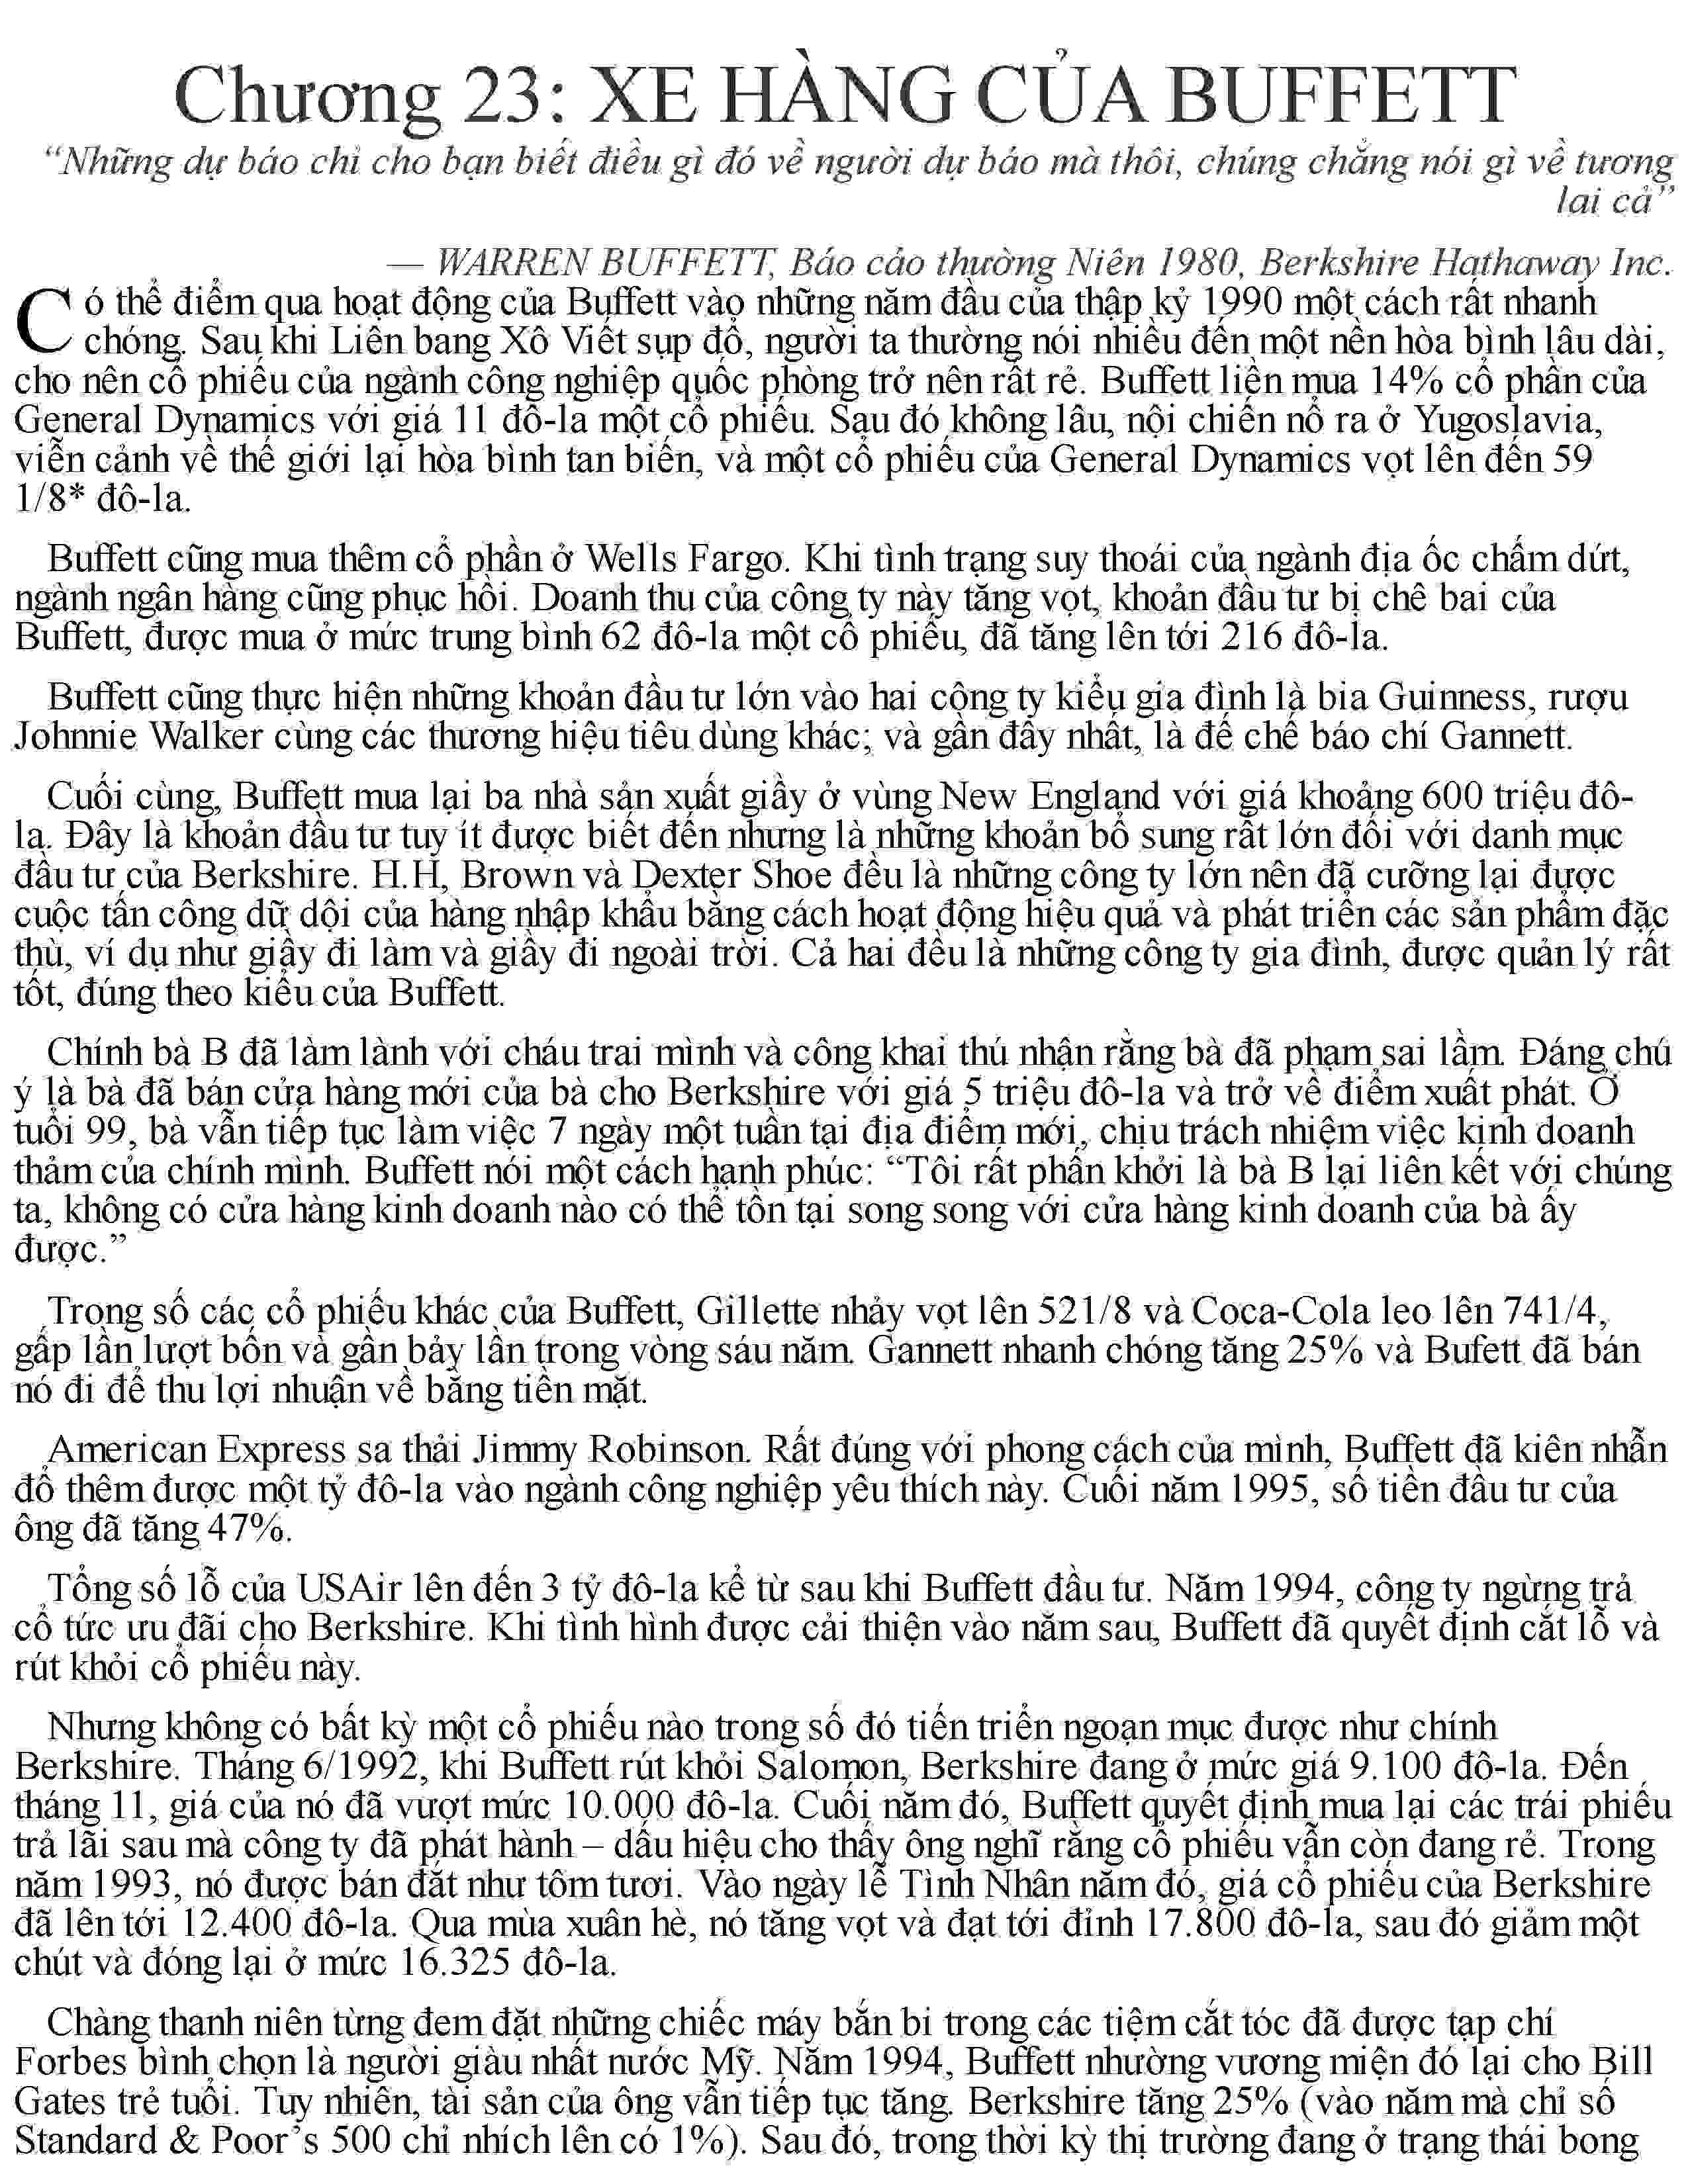 Chương 23: XE HÀNG CỦA BUFFETT
“Những dự báo chỉ cho bạn biết điều gì đó về người dự báo mà thôi, chúng chẳng nói gì về tương
lai cả”
— WARREN BUFFETT, Báo cáo thường Niên 1980, Berkshire Hathaway Inc.
Có thể điểm qua hoạt động của Buffett vào những năm đầu của thập kỷ 1990 một cách rất nhanh
chóng. Sau khi Liên bang Xô Viết sụp đổ, người ta thường nói nhiều đến một nền hòa bình lâu dài,
cho nên cổ phiếu của ngành công nghiệp quốc phòng trở nên rất rẻ. Buffett liền mua 14% cổ phần của
General Dynamics với giá 11 đô-la một cổ phiếu. Sau đó không lâu, nội chiến nổ ra ở Yugoslavia,
viễn cảnh về thế giới lại hòa bình tan biến, và một cổ phiếu của General Dynamics vọt lên đến 59
1/8* đô-la.
Buffett cũng mua thêm cổ phần ở Wells Fargo. Khi tình trạng suy thoái của ngành địa ốc chấm dứt,
ngành ngân hàng cũng phục hồi. Doanh thu của công ty này tăng vọt, khoản đầu tư bị chê bai của
Buffett, được mua ở mức trung bình 62 đô-la một cổ phiếu, đã tăng lên tới 216 đô-la.
Buffett cũng thực hiện những khoản đầu tư lớn vào hai công ty kiểu gia đình là bia Guinness, rượu
Johnnie Walker cùng các thương hiệu tiêu dùng khác; và gần đây nhất, là đế chế báo chí Gannett.
Cuối cùng, Buffett mua lại ba nhà sản xuất giầy ở vùng New England với giá khoảng 600 triệu đô-
la. Đây là khoản đầu tư tuy ít được biết đến nhưng là những khoản bổ sung rất lớn đối với danh mục
đầu tư của Berkshire. H.H, Brown và Dexter Shoe đều là những công ty lớn nên đã cưỡng lại được
cuộc tấn công dữ dội của hàng nhập khẩu bằng cách hoạt động hiệu quả và phát triển các sản phẩm đặc
thù, ví dụ như giầy đi làm và giầy đi ngoài trời. Cả hai đều là những công ty gia đình, được quản lý rất
tốt, đúng theo kiểu của Buffett.
Chính bà B đã làm lành với cháu trai mình và công khai thú nhận rằng bà đã phạm sai lầm. Đáng chú
ý là bà đã bán cửa hàng mới của bà cho Berkshire với giá 5 triệu đô-la và trở về điểm xuất phát. Ở
tuổi 99, bà vẫn tiếp tục làm việc 7 ngày một tuần tại địa điểm mới, chịu trách nhiệm việc kinh doanh
thảm của chính mình. Buffett nói một cách hạnh phúc: “Tôi rất phấn khởi là bà B lại liên kết với chúng
ta, không có cửa hàng kinh doanh nào có thể tồn tại song song với cửa hàng kinh doanh của bà ấy
được.”
Trong số các cổ phiếu khác của Buffett, Gillette nhảy vọt lên 521/8 và Coca-Cola leo lên 741/4,
gấp lần lượt bốn và gần bảy lần trong vòng sáu năm. Gannett nhanh chóng tăng 25% và Bufett đã bán
nó đi để thu lợi nhuận về bằng tiền mặt.
American Express sa thải Jimmy Robinson. Rất đúng với phong cách của mình, Buffett đã kiên nhẫn
đổ thêm được một tỷ đô-la vào ngành công nghiệp yêu thích này. Cuối năm 1995, số tiền đầu tư của
ông đã tăng 47%.
Tổng số lỗ của USAir lên đến 3 tỷ đô-la kể từ sau khi Buffett đầu tư. Năm 1994, công ty ngừng trả
cổ tức ưu đãi cho Berkshire. Khi tình hình được cải thiện vào năm sau, Buffett đã quyết định cắt lỗ và
rút khỏi cổ phiếu này.
Nhưng không có bất kỳ một cổ phiếu nào trong số đó tiến triển ngoạn mục được như chính
Berkshire. Tháng 6/1992, khi Buffett rút khỏi Salomon, Berkshire đang ở mức giá 9.100 đô-la. Đến
tháng 11, giá của nó đã vượt mức 10.000 đô-la. Cuối năm đó, Buffett quyết định mua lại các trái phiếu
trả lãi sau mà công ty đã phát hành – dấu hiệu cho thấy ông nghĩ rằng cổ phiếu vẫn còn đang rẻ. Trong
năm 1993, nó được bán đắt như tôm tươi. Vào ngày lễ Tình Nhân năm đó, giá cổ phiếu của Berkshire
đã lên tới 12.400 đô-la. Qua mùa xuân hè, nó tăng vọt và đạt tới đỉnh 17.800 đô-la, sau đó giảm một
chút và đóng lại ở mức 16.325 đô-la.
Chàng thanh niên từng đem đặt những chiếc máy bắn bi trong các tiệm cắt tóc đã được tạp chí
Forbes bình chọn là người giàu nhất nước Mỹ. Năm 1994, Buffett nhường vương miện đó lại cho Bill
Gates trẻ tuổi. Tuy nhiên, tài sản của ông vẫn tiếp tục tăng. Berkshire tăng 25% (vào năm mà chỉ số
Standard & Poor’s 500 chỉ nhích lên có 1%). Sau đó, trong thời kỳ thị trường đang ở trạng thái bong